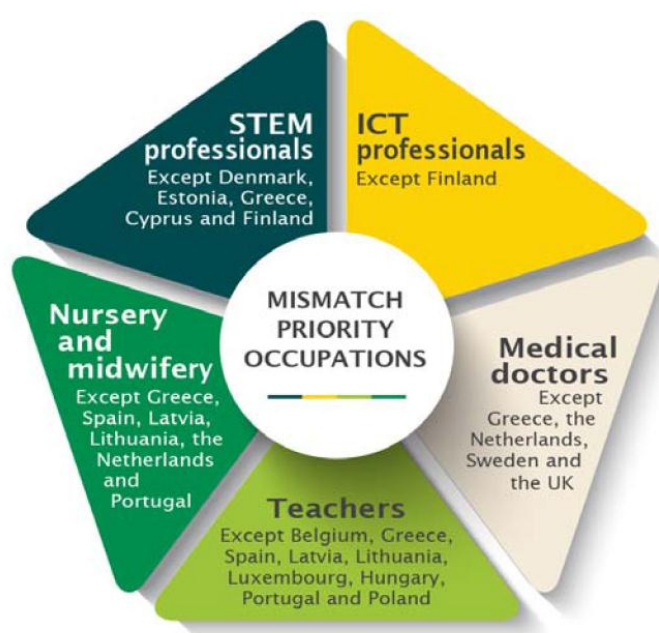 STEM
professionals
Except Denmark,
Estonia, Greece,
Cyprus and Finland
ICT
professionals
Except Finland
MISMATCH
PRIORITY
OCCUPATIONS
Nursery
and
midwifery
Except Greece,
Spain, Latvia,
Lithuania, the
Netherlands
and
Portugal
Medical
doctors
Except
Greece, the
Netherlands,
Sweden and
the UK
Teachers
Except Belgium, Greece,
Spain, Latvia, Lithuania,
Luxembourg, Hungary,
Portugal and Poland